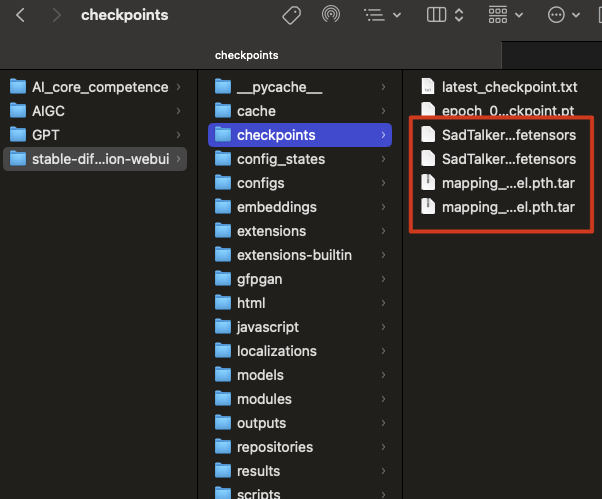 checkpoints
checkpoints
AI_core_competence
AIGC
GPT
stable-dif...ion-webui
__pycache__
cache
checkpoints
config_states
configs
embeddings
extensions
extensions-builtin
gfpgan
html
javascript
localizations
models
modules
outputs
repositories
results
scripts
latest_checkpoint.txt
epoch_0...ckpoint.pt
SadTalker...fetensors
SadTalker...fetensors
mapping_...el.pth.tar
mapping_...el.pth.tar